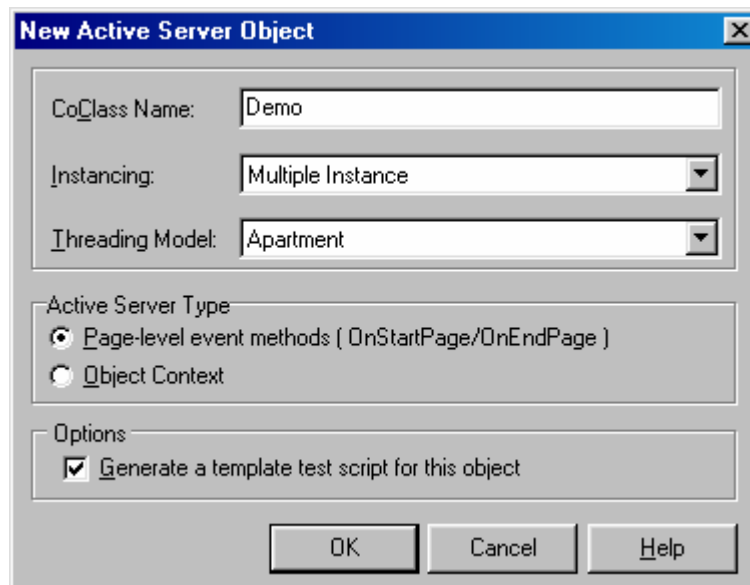 New Active Server Object
CoClass Name: Demo
Instancing: Multiple Instance
Threading Model: Apartment
Active Server Type
Page-level event methods ( OnStartPage/OnEndPage )
Object Context
Options
Generate a template test script for this object
OK Cancel Help